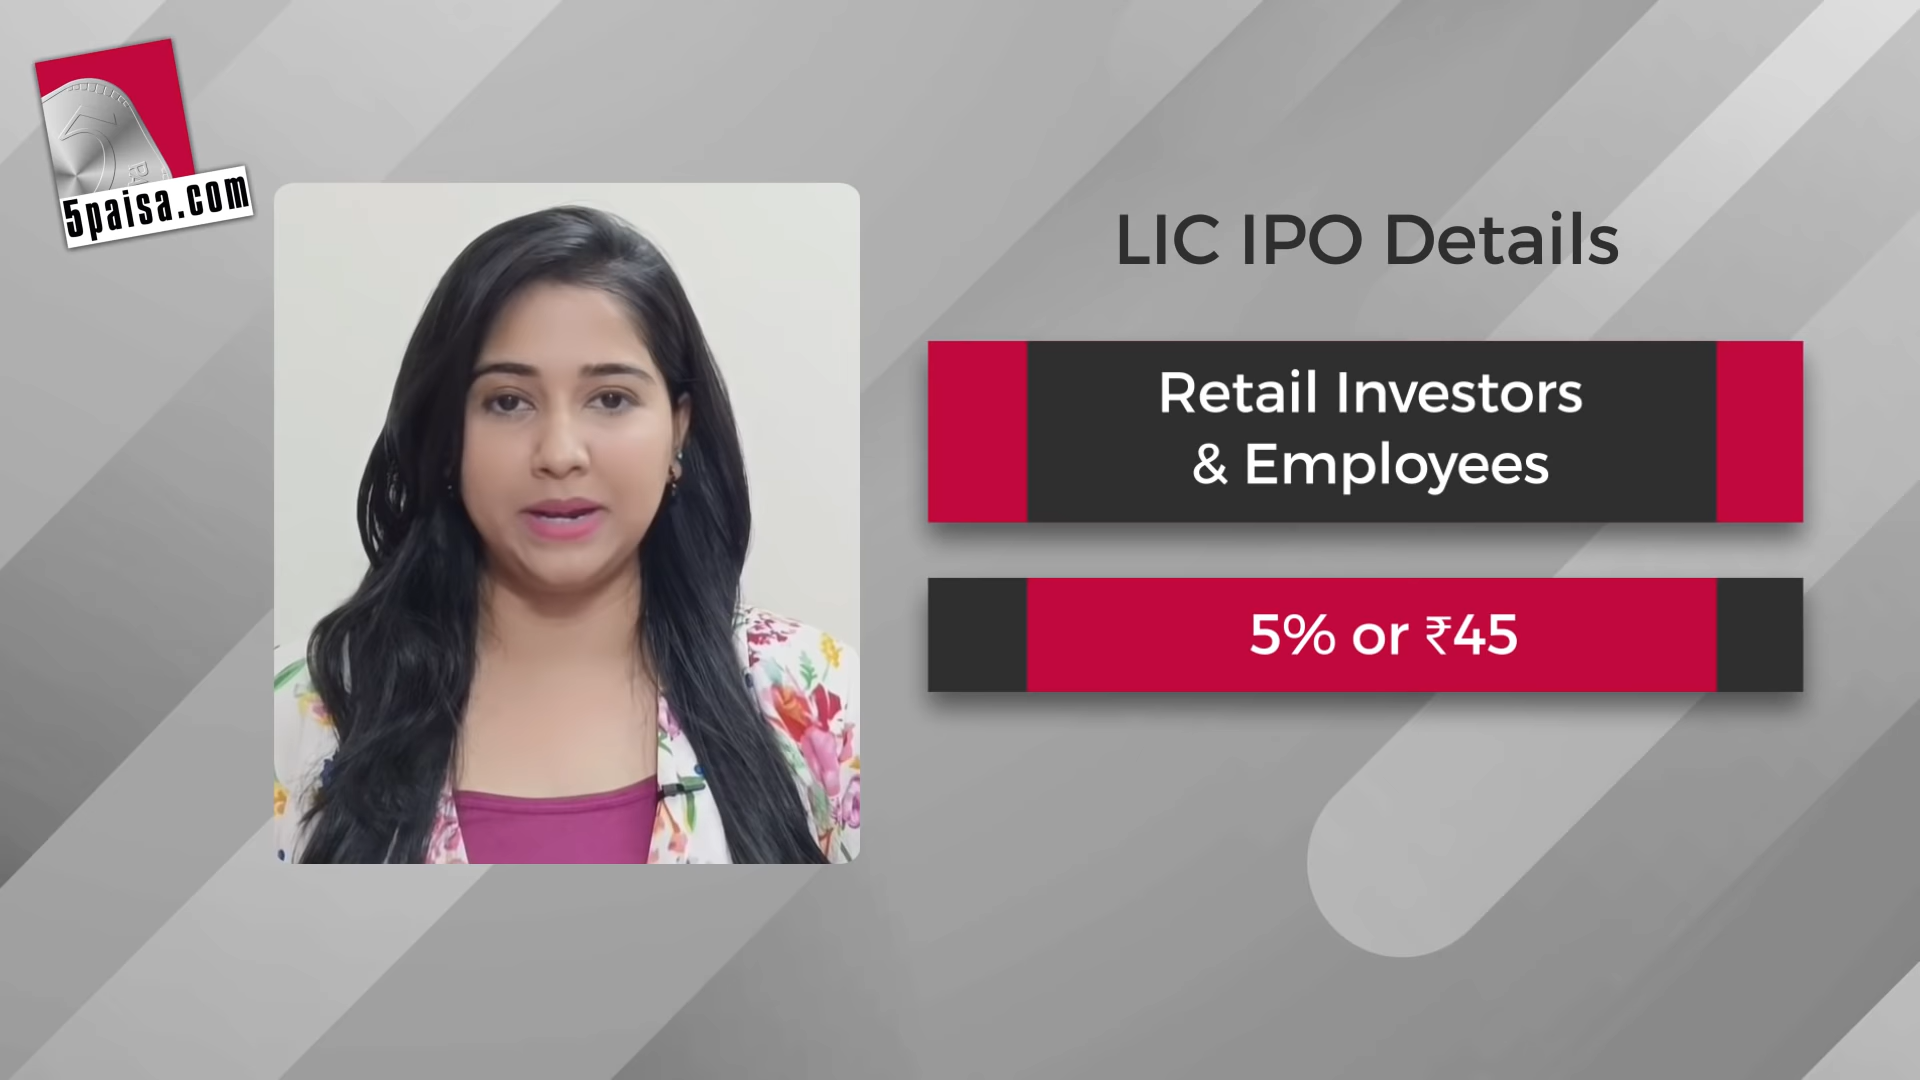 5paisa.com
LIC IPO Details
Retail Investors
& Employees
5% or ₹45